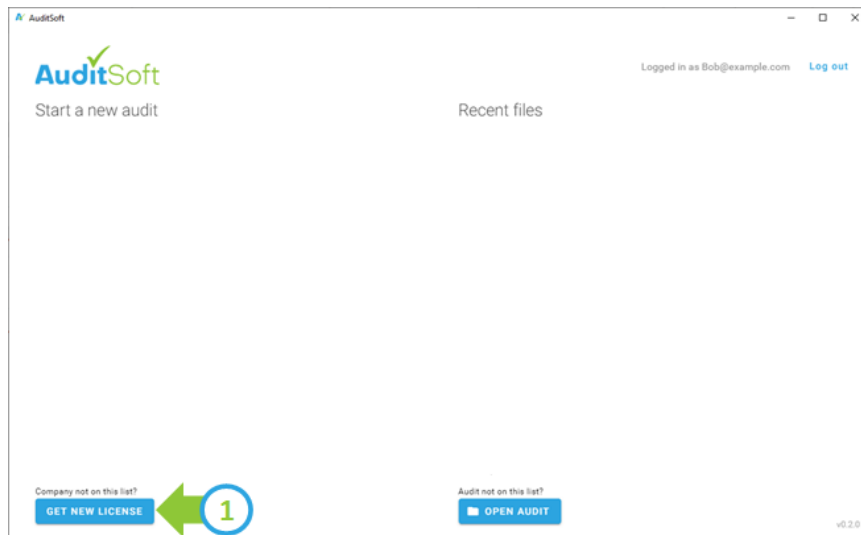 AuditSoft
AuditSoft
Logged in as Bob@example.com Log out
Start a new audit
Recent files
Company not on this list?
GET NEW LICENSE
1
Audit not on this list?
OPEN AUDIT
v0.2.0